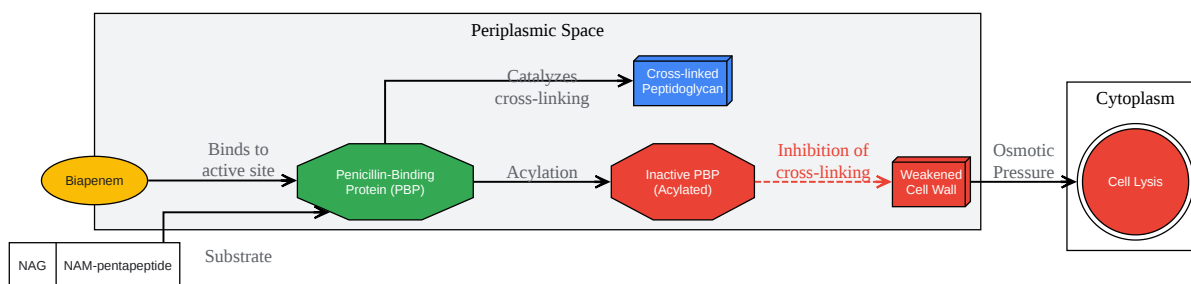 Periplasmic Space
Catalyzes
cross-linking
Cross-linked
Peptidoglycan
Cytoplasm
Biapenem
Binds to
active site
Penicillin-Binding
Protein (PBP)
Acylation
Inactive PBP
(Acylated)
Inhibition of
cross-linking
Weakened
Cell Wall
Osmotic
Pressure
Cell Lysis
NAG
NAM-pentapeptide
Substrate